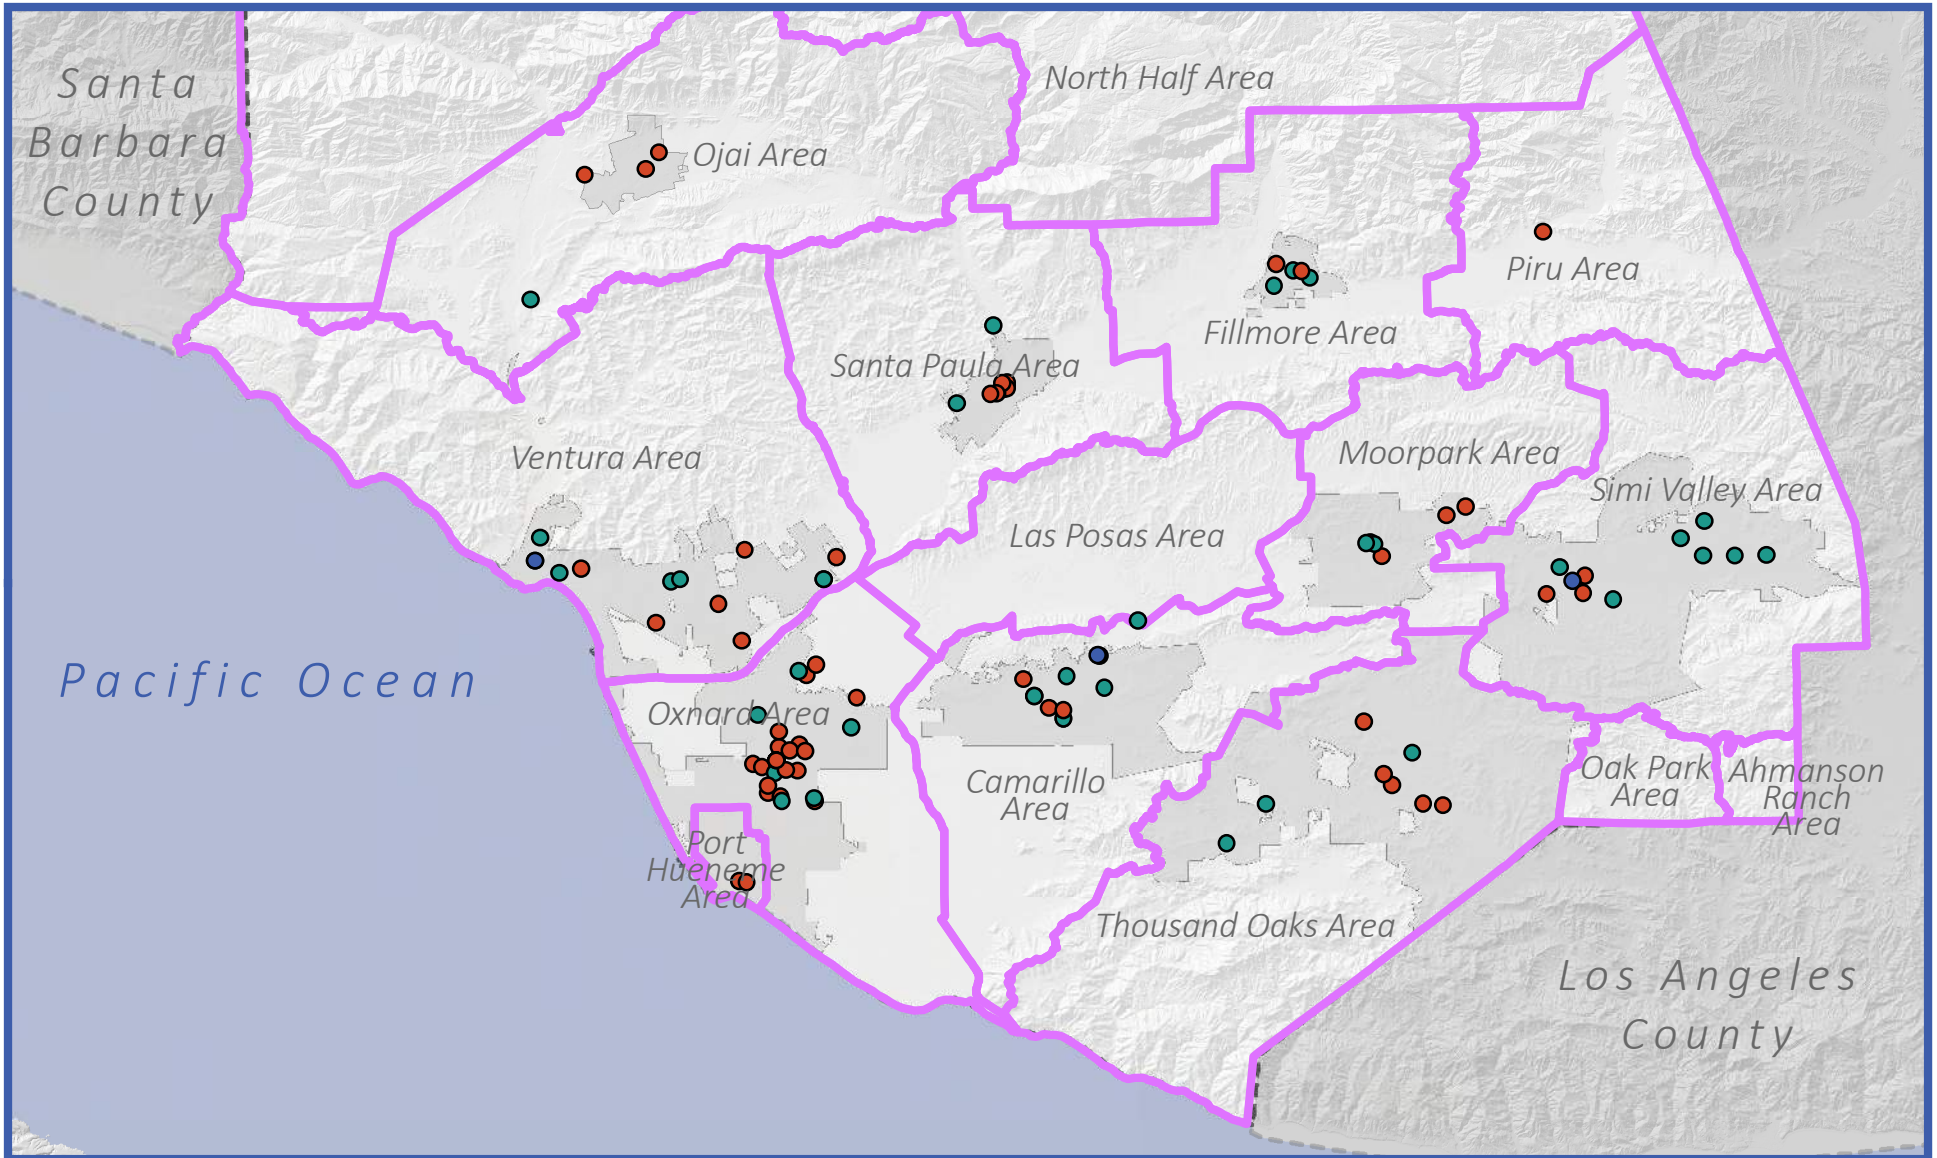 Santa
Barbara
County
North Half Area
Ojai Area
Piru Area
Fillmore Area
Santa Paula Area
Ventura Area
Moorpark Area
Simi Valley Area
Las Posas Area
Pacific Ocean
Oxnard Area
Camarillo
Area
Oak Park
Area
Ahmanson
Ranch
Area
Port
Hueneme
Area
Thousand Oaks Area
Los Angeles
County